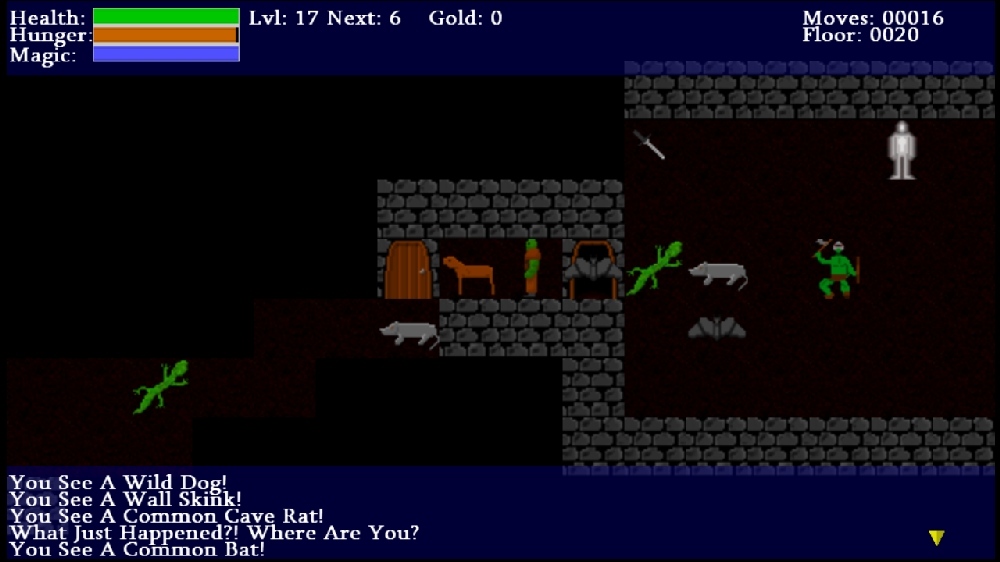 Health: Lvl: 17 Next: 6 Gold: 0 Moves: 00016
Hunger: Floor: 0020
Magic:
You See A Wild Dog!
You See A Wall Skink!
You See A Common Cave Rat!
What Just Happened?! Where Are You?
You See A Common Bat!